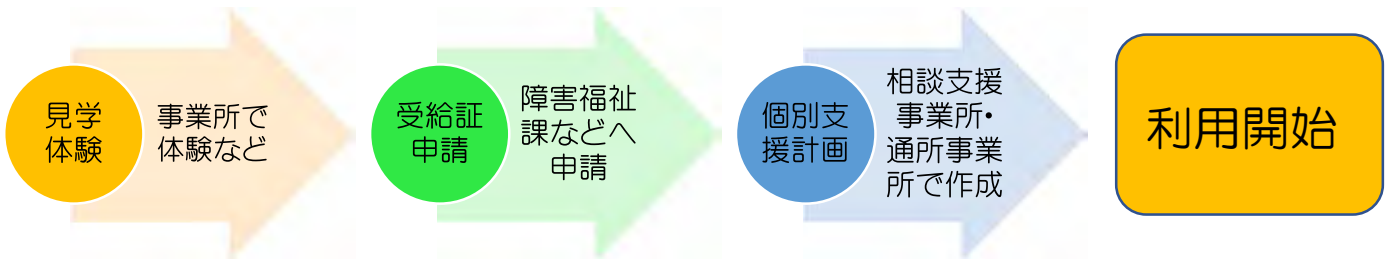 見学
体験
事業所で
体験など
受給証
申請
障害福祉
課などへ
申請
個別支
援計画
相談支援
事業所・
通所事業
所で作成
利用開始